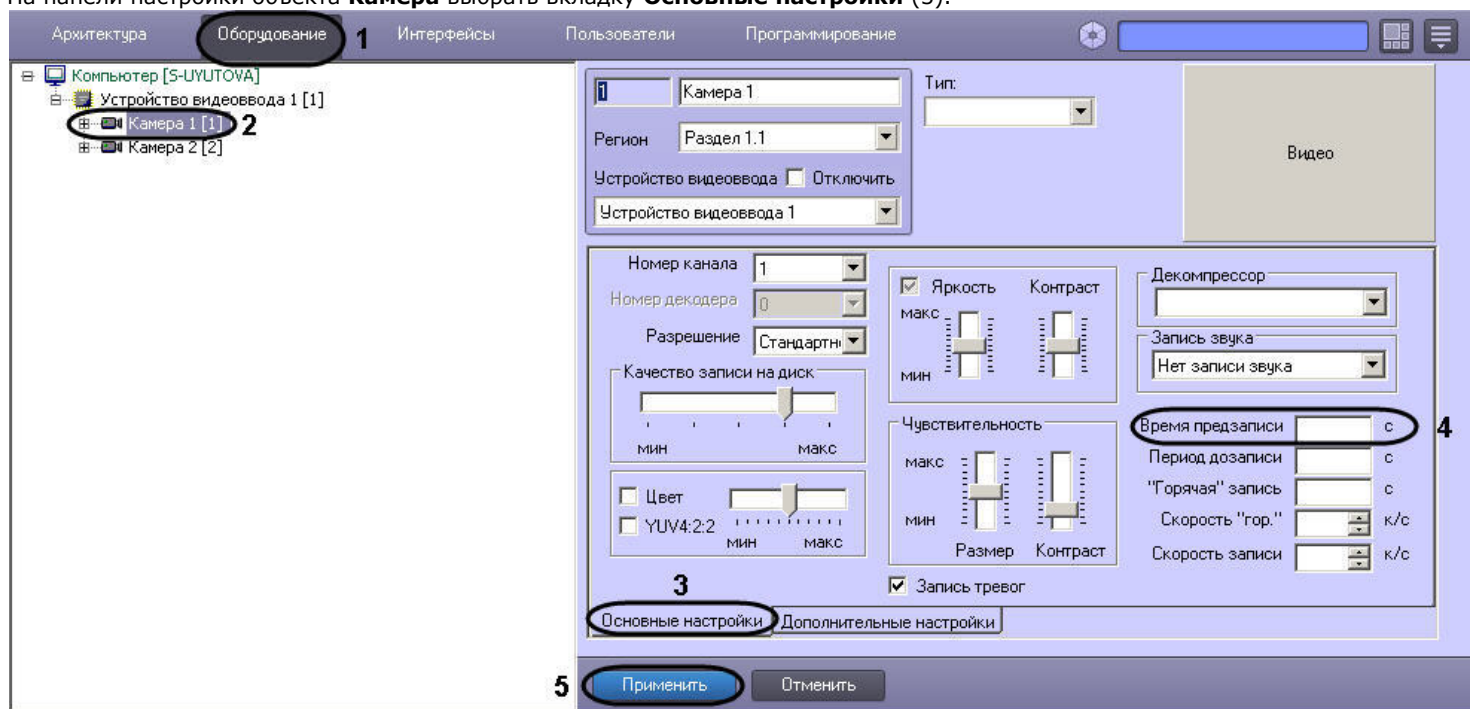 На панели настройки объекта Камера выбрать вкладку Основные настройки (3).
Архитектура Оборудование 1 Интерфейсы Пользователи Программирование
Компьютер [S-UYUTOVA]
Устройство видеоввода 1 [1]
Камера 1 [1] 2
Камера 2 [2]
1 Камера 1
Регион Раздел 1.1
Устройство видеоввода Отключить
Устройство видеоввода 1
Тип:
Видео
Номер канала 1
Номер декодера 0
Разрешение Стандартн
Качество записи на диск
мин макс
Цвет
YUV4:2:2
мин макс
Яркость Контраст
макс
мин
Чувствительность
макс
мин
Размер Контраст
Запись тревог
Декомпрессор
Запись звука
Нет записи звука
Время предзаписи с 4
Период дозаписи с
"Горячая" запись с
Скорость "гор." к/с
Скорость записи к/с
3
Основные настройки Дополнительные настройки
5 Применить Отменить